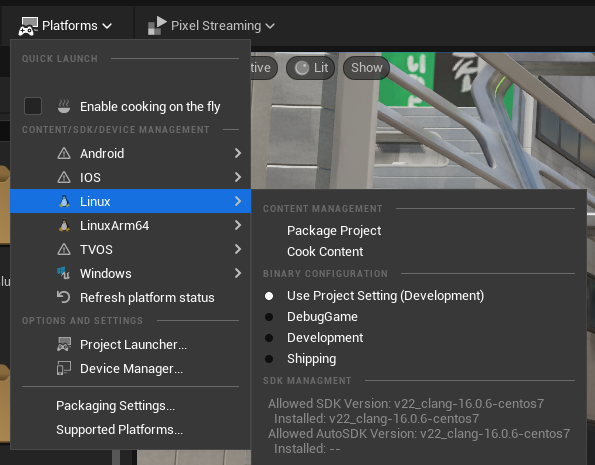 Platforms
Pixel Streaming
QUICK LAUNCH
tive
Lit
Show
Enable cooking on the fly
CONTENT/SDK/DEVICE MANAGEMENT
Android
IOS
Linux
LinuxArm64
TVOS
Windows
Refresh platform status
OPTIONS AND SETTINGS
Project Launcher...
Device Manager...
Packaging Settings...
Supported Platforms...
CONTENT MANAGEMENT
Package Project
Cook Content
BINARY CONFIGURATION
Use Project Setting (Development)
DebugGame
Development
Shipping
SDK MANAGMENT
Allowed SDK Version: v22_clang-16.0.6-centos7
Installed: v22_clang-16.0.6-centos7
Allowed AutoSDK Version: v22_clang-16.0.6-centos7
Installed: --